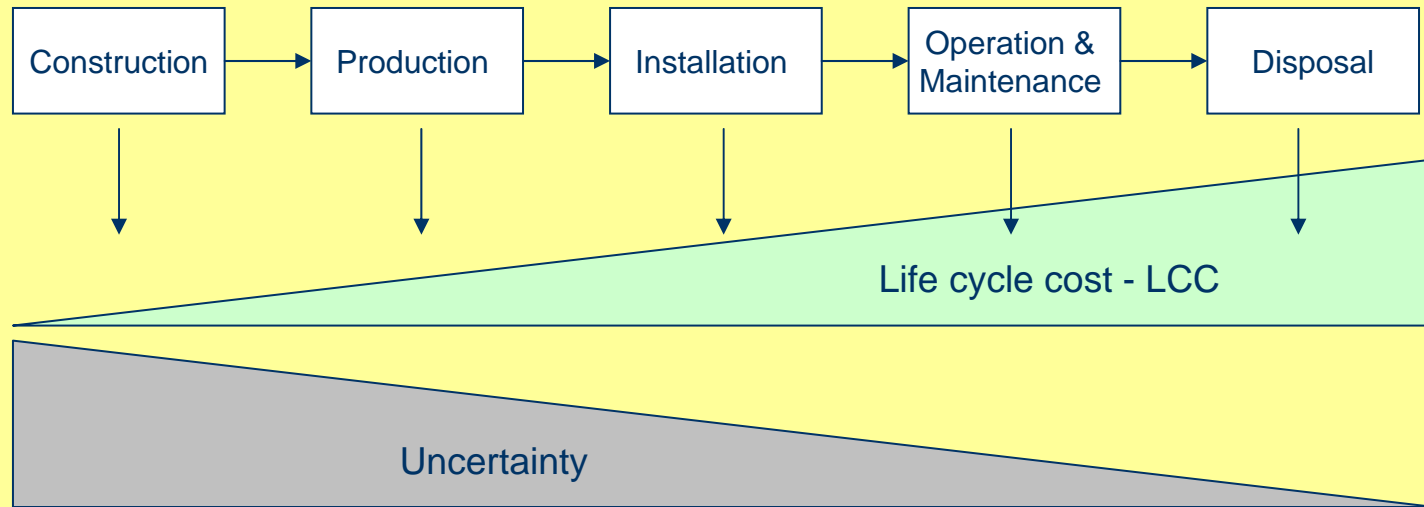 Construction
Production
Installation
Operation &
Maintenance
Disposal
Life cycle cost - LCC
Uncertainty